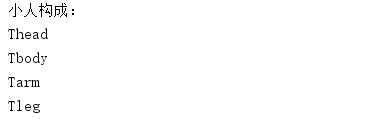 小人构成：
Thead
Tbody
Tarm
Tleg